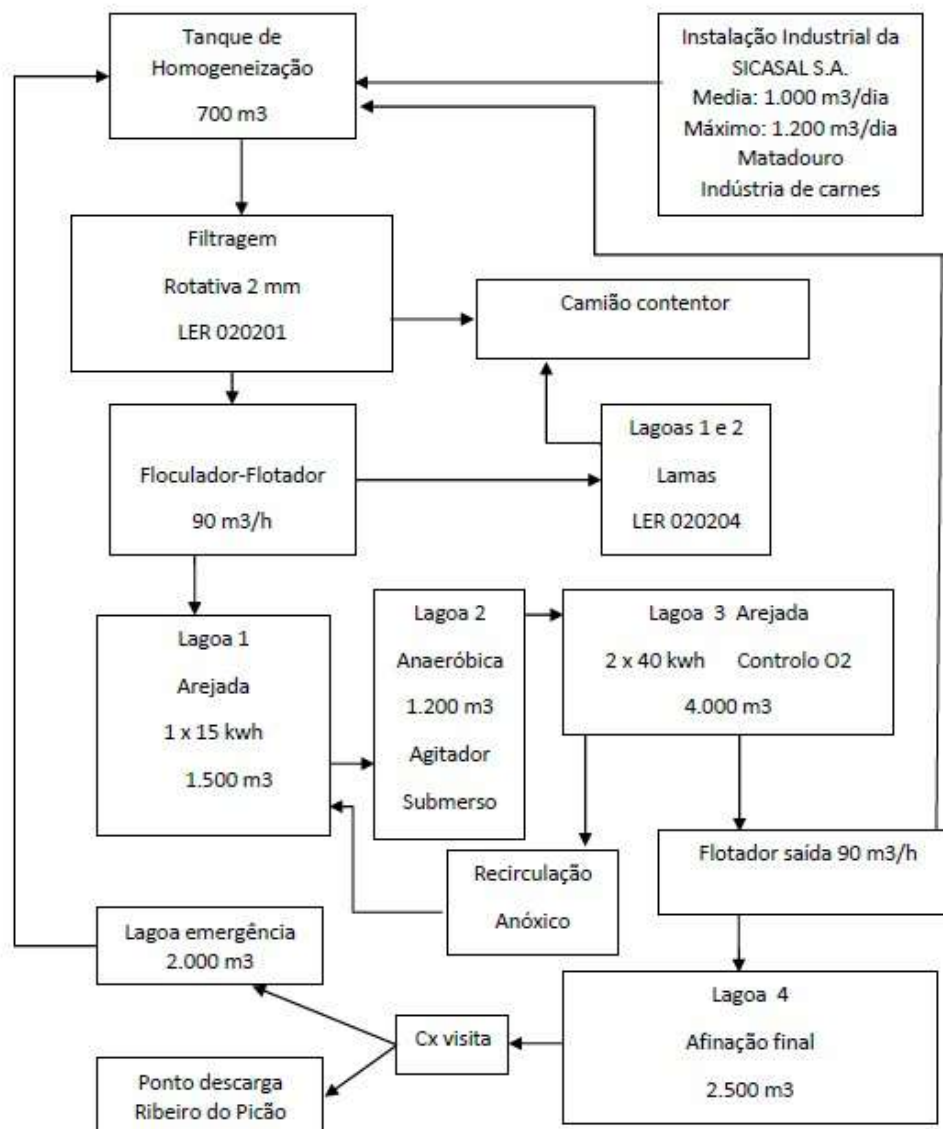 Tanque de
Homogeneização
700 m3
Instalação Industrial da
SICASAL S.A.
Media: 1.000 m3/dia
Máximo: 1.200 m3/dia
Matadouro
Indústria de carnes
Filtragem
Rotativa 2 mm
LER 020201
Camião contentor
Floculador-Flotador
90 m3/h
Lagoas 1 e 2
Lamas
LER 020204
Lagoa 1
Arejada
1 x 15 kwh
1.500 m3
Lagoa 2
Anaeróbica
1.200 m3
Agitador
Submerso
Lagoa 3 Arejada
2 x 40 kwh Controlo O2
4.000 m3
Recirculação
Anóxico
Flotador saída 90 m3/h
Lagoa emergência
2.000 m3
Lagoa 4
Afinação final
2.500 m3
Cx visita
Ponto descarga
Ribeiro do Picão